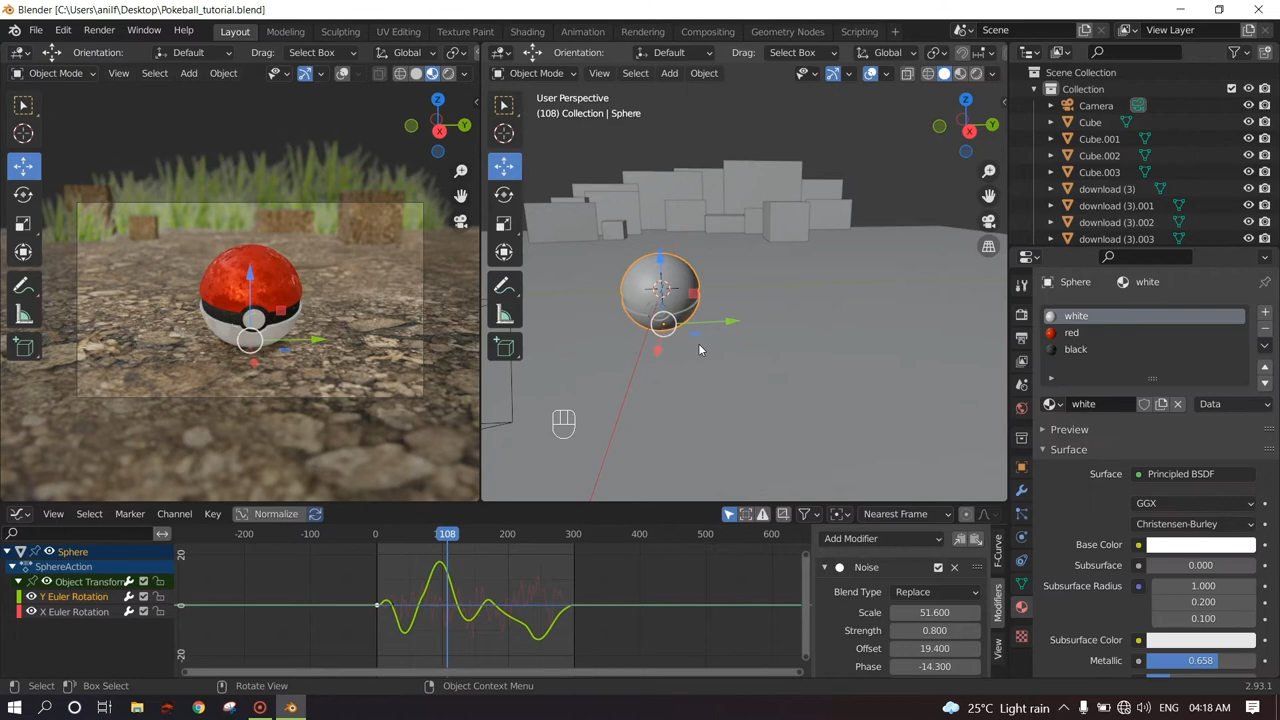 Blender [C:\Users\anilf\Desktop\Pokeball_tutorial.blend]
File Edit Render Window Help Layout Modeling Sculpting UV Editing Texture Paint Shading Animation Rendering Compositing Geometry Nodes Scripting Scene View Layer
Orientation: Default Drag: Select Box Global
Orientation: Default Drag: Select Box Global
Object Mode View Select Add Object
Object Mode View Select Add Object
User Perspective
(108) Collection | Sphere
Z
Y
X
Z
Y
X
Scene Collection
Collection
Camera
Cube
Cube.001
Cube.002
Cube.003
download (3)
download (3).001
download (3).002
download (3).003
Sphere white
white
red
black
white Data
Preview
Surface
Surface: Principled BSDF
GGX
Christensen-Burley
Base Color
Subsurface 0.000
Subsurface Radius 1.000
0.200
0.100
Subsurface Color
Metallic 0.658
View Select Marker Channel Key Normalize Nearest Frame
-200 -100 0 108 200 300 400 500 600
20
0
-20
Sphere
SphereAction
Object Transform
Y Euler Rotation
X Euler Rotation
Add Modifier
Noise
Blend Type Replace
Scale 51.600
Strength 0.800
Offset 19.400
Phase -14.300
F-Curve
Modifiers
View
Select Box Select Rotate View Object Context Menu 2.93.1
25°C Light rain ENG 04:18 AM